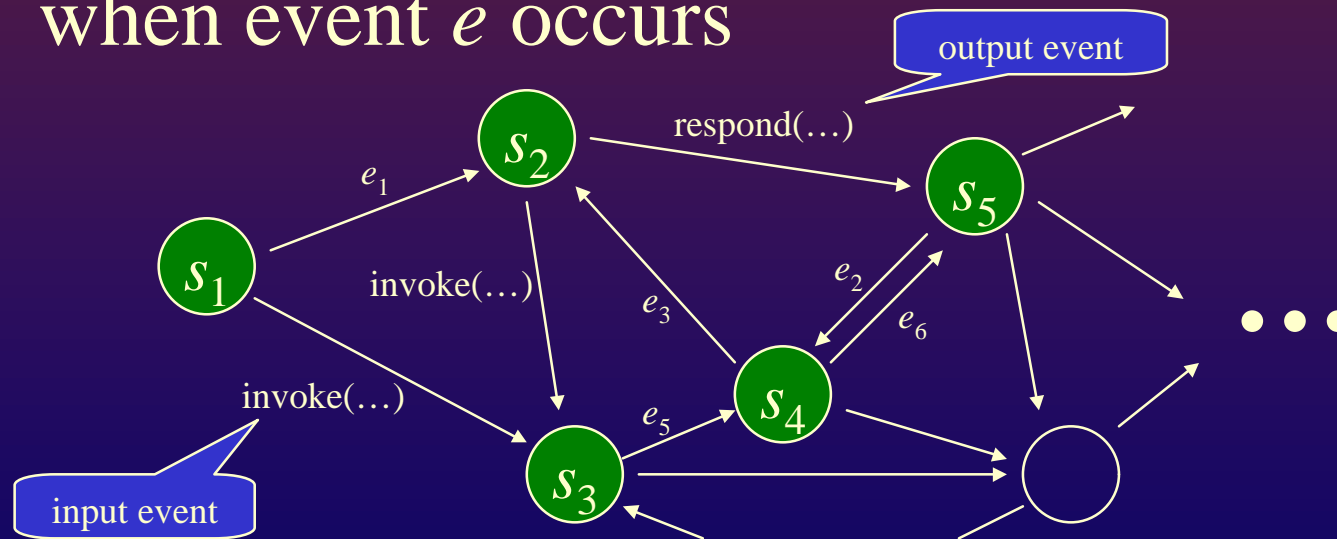 when event e occurs
output event
respond(…)
s₂
e₁
s₅
s₁
invoke(…)
e₂
e₃
e₆
invoke(…)
s₄
e₅
s₃
input event